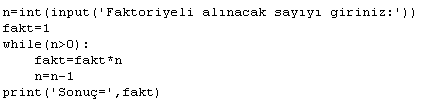 n=int(input('Faktoriyeli alınacak sayıyı giriniz:'))
fakt=1
while(n>0):
    fakt=fakt*n
    n=n-1
print('Sonuç=',fakt)